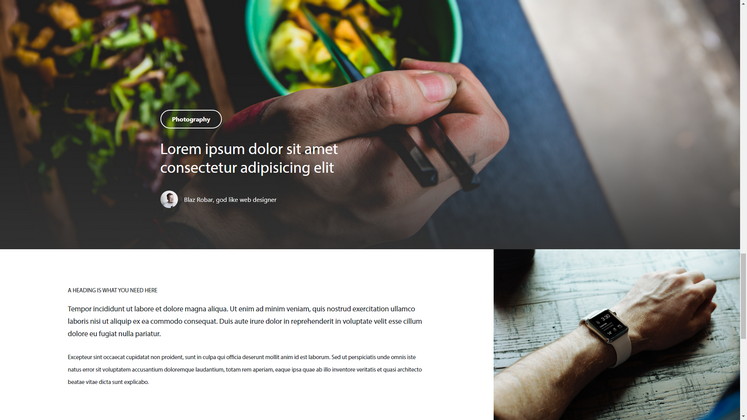 Photography
Lorem ipsum dolor sit amet
consectetur adipisicing elit
Blaz Robar, god like web designer
A HEADING IS WHAT YOU NEED HERE
Tempor incididunt ut labore et dolore magna aliqua. Ut enim ad minim veniam, quis nostrud exercitation ullamco
laboris nisi ut aliquip ex ea commodo consequat. Duis aute irure dolor in reprehenderit in voluptate velit esse cillum
dolore eu fugiat nulla pariatur.
Excepteur sint occaecat cupidatat non proident, sunt in culpa qui officia deserunt mollit anim id est laborum. Sed ut perspiciatis unde omnis iste
natus error sit voluptatem accusantium doloremque laudantium, totam rem aperiam, eaque ipsa quae ab illo inventore veritatis et quasi architecto
beatae vitae dicta sunt explicabo.